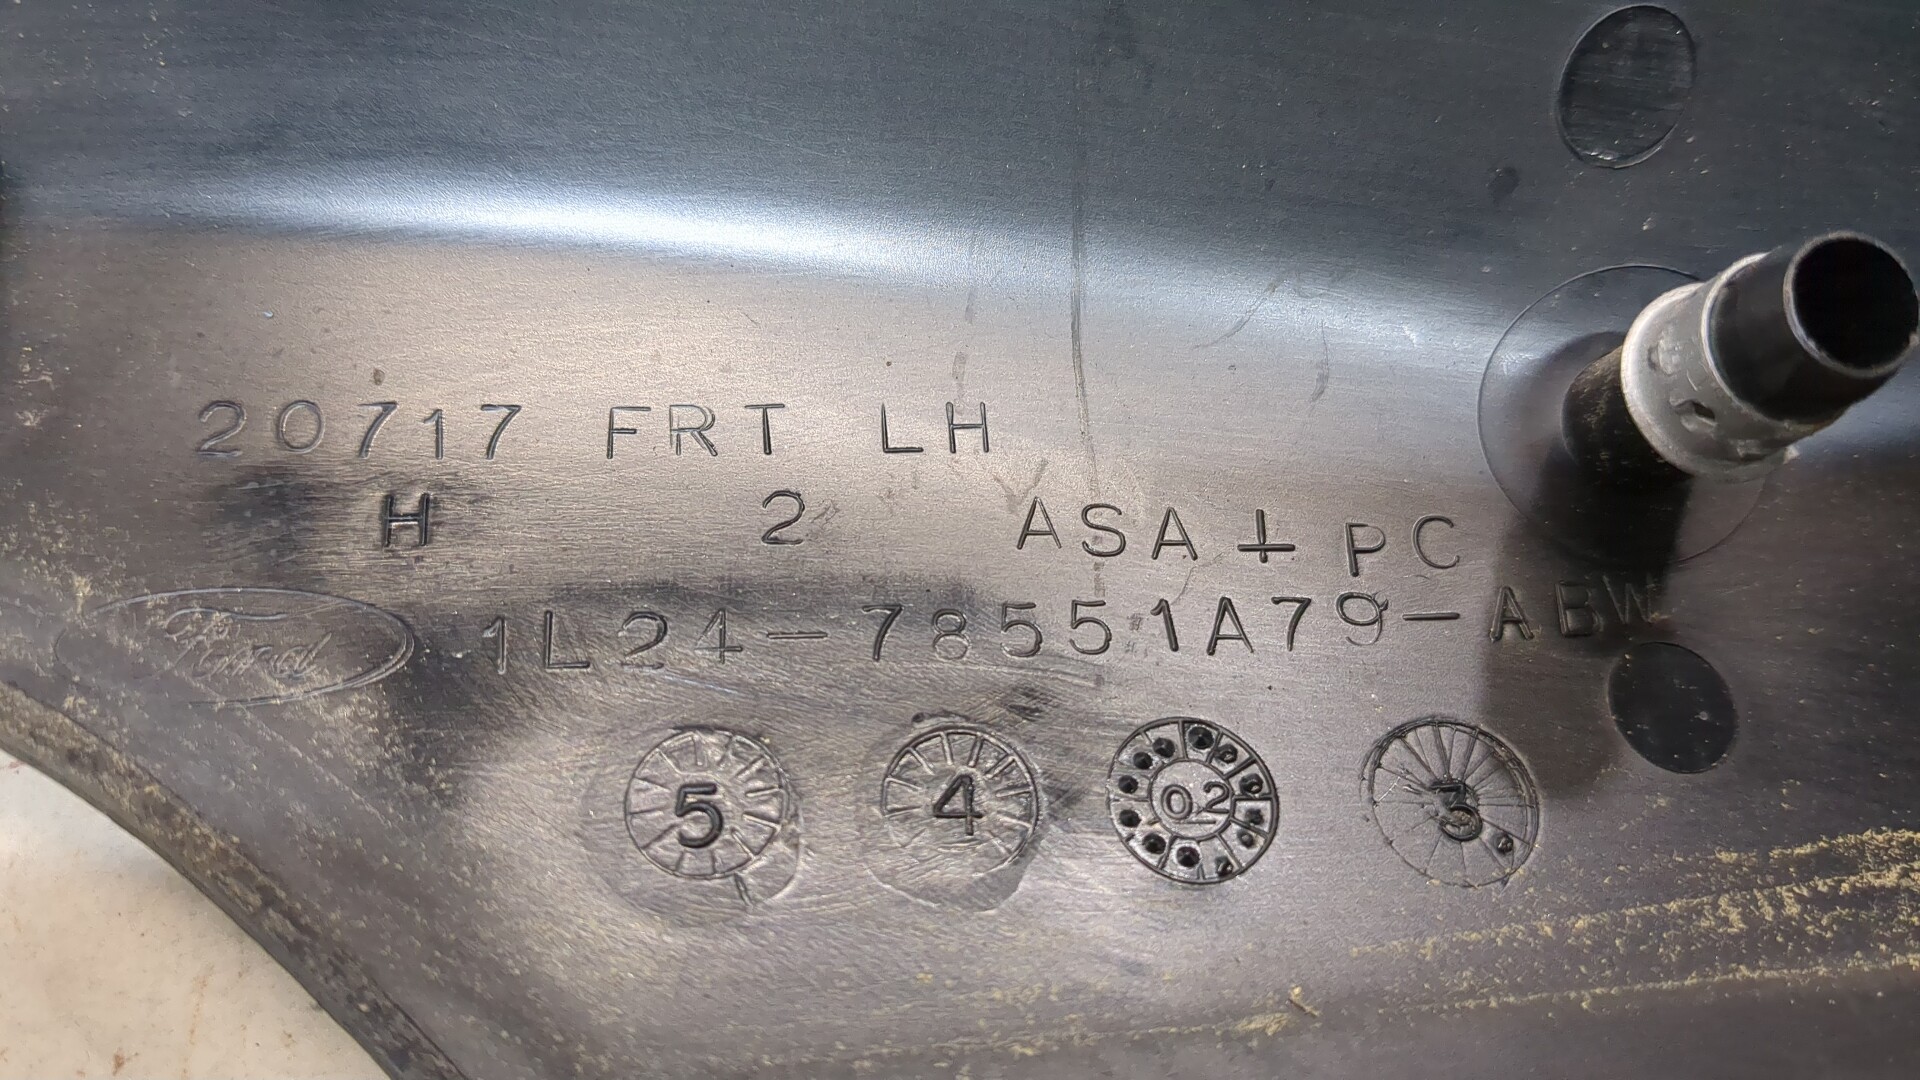 20717 FRT LH
H 2 ASA+PC
Ford 1L24-78551A79-ABW
5 4 02 3